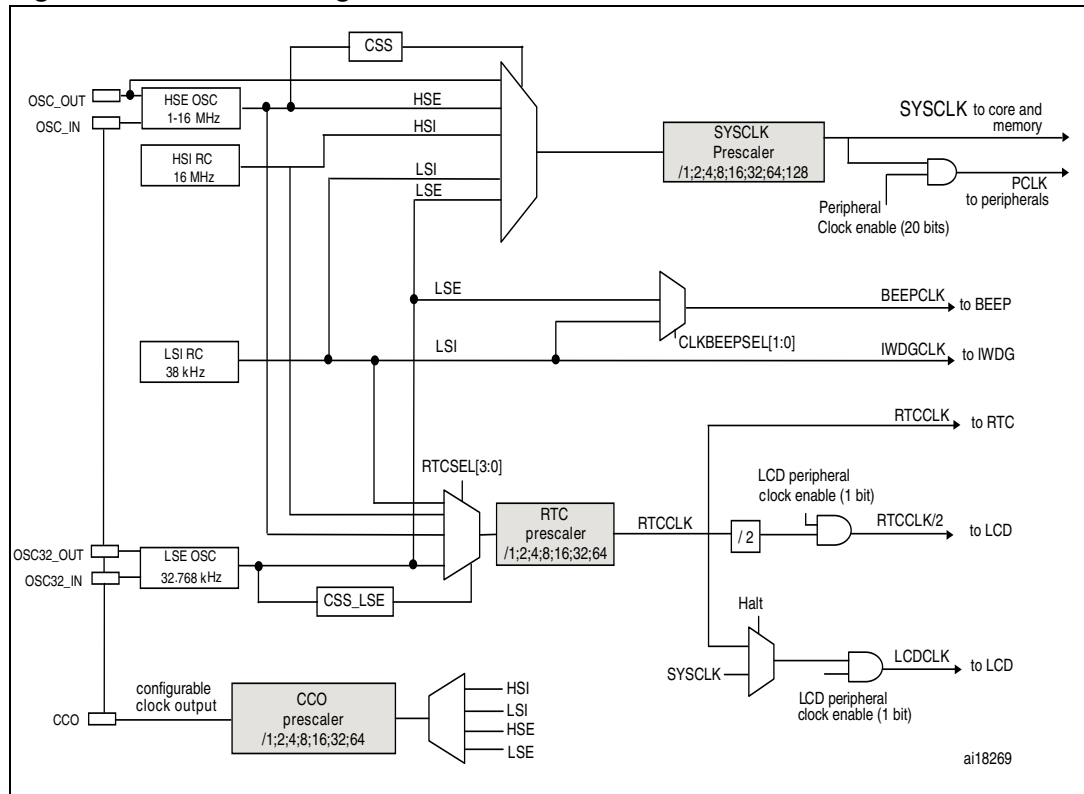 CSS
OSC_OUT
HSE OSC
1-16 MHz
OSC_IN
HSE
HSI
HSI RC
16 MHz
LSI
LSE
SYSCLK
Prescaler
/1;2;4;8;16;32;64;128
SYSCLK to core and
memory
PCLK
to peripherals
Peripheral
Clock enable (20 bits)
LSE
BEEPCLK
to BEEP
CLKBEEPSEL[1:0]
LSI RC
38 kHz
LSI
IWDGCLK
to IWDG
RTCCLK
to RTC
RTCSEL[3:0]
LCD peripheral
clock enable (1 bit)
RTC
prescaler
/1;2;4;8;16;32;64
RTCCLK
/ 2
RTCCLK/2
to LCD
OSC32_OUT
OSC32_IN
LSE OSC
32.768 kHz
CSS_LSE
Halt
SYSCLK
LCDCLK
to LCD
LCD peripheral
clock enable (1 bit)
CCO
configurable
clock output
CCO
prescaler
/1;2;4;8;16;32;64
HSI
LSI
HSE
LSE
ai18269